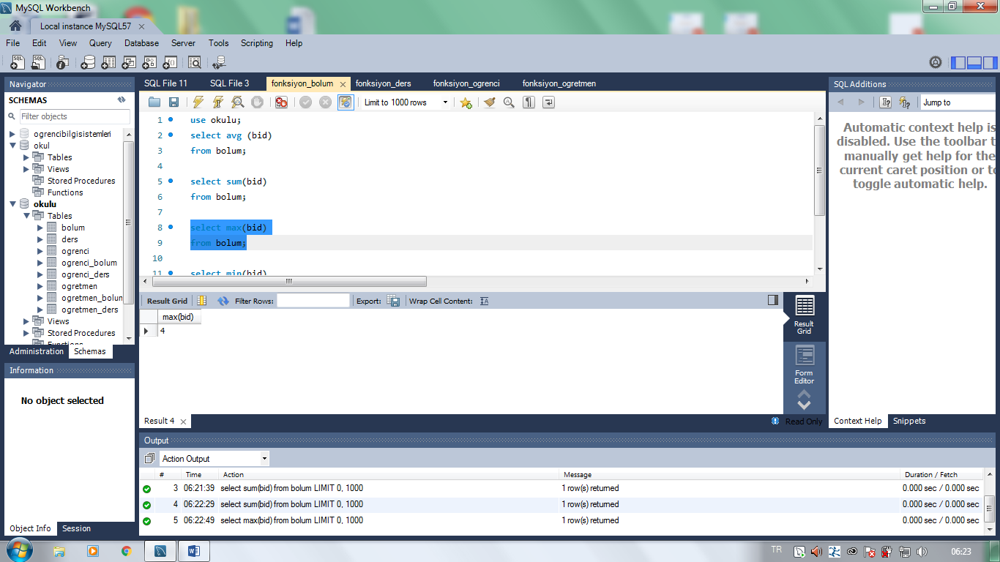 MySQL Workbench
Local instance MySQL57
File Edit View Query Database Server Tools Scripting Help
Navigator
SCHEMAS
Filter objects
ogrencibilgisistemleri
okul
Tables
Views
Stored Procedures
Functions
okulu
Tables
bolum
ders
ogrenci
ogrenci_bolum
ogrenci_ders
ogretmen
ogretmen_bolun
ogretmen_ders
Views
Stored Procedures
Functions
Administration Schemas
Information
No object selected
Object Info Session
SQL File 11 SQL File 3 fonksiyon_bolum fonksiyon_ders fonksiyon_ogrenci fonksiyon_ogretmen
Limit to 1000 rows
1 use okulu;
2 select avg (bid)
3 from bolum;
4
5 select sum(bid)
6 from bolum;
7
8 select max(bid)
9 from bolum;
10
11 select min(bid)
Result Grid Filter Rows: Export: Wrap Cell Content:
max(bid)
4
Result Grid
Form Editor
Result 4
Read Only
SQL Additions
Jump to
Automatic context help is
disabled. Use the toolbar t
manually get help for the
current caret position or to
toggle automatic help.
Context Help Snippets
Output
Action Output
# Time Action Message Duration / Fetch
3 06:21:39 select sum(bid) from bolum LIMIT 0, 1000 1 row(s) returned 0.000 sec / 0.000 sec
4 06:22:29 select sum(bid) from bolum LIMIT 0, 1000 1 row(s) returned 0.000 sec / 0.000 sec
5 06:22:49 select max(bid) from bolum LIMIT 0, 1000 1 row(s) returned 0.000 sec / 0.000 sec
TR
06:23